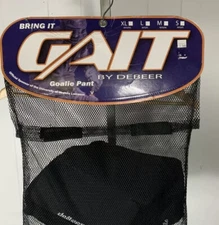 BRING IT
XL L M S
GAIT
BY DEBEER
Goalie Pant